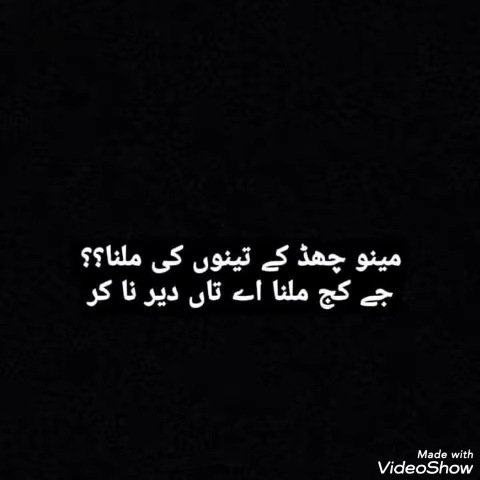 مینو چھڈ کے تینوں کی ملنا؟؟
جے کج ملنا اے تاں دیر نا کر
Made with
VideoShow